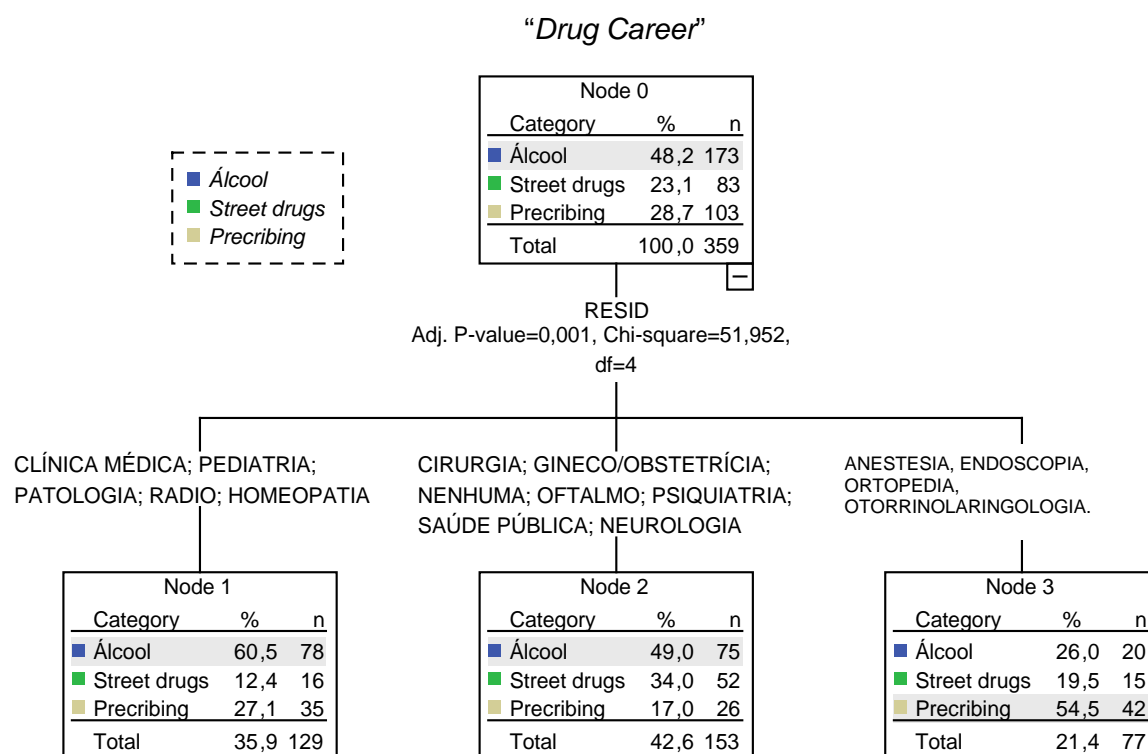 “Drug Career”
Node 0
Category % n
Álcool 48,2 173
Street drugs 23,1 83
Precribing 28,7 103
Total 100,0 359
Álcool
Street drugs
Precribing
RESID
Adj. P-value=0,001, Chi-square=51,952,
df=4
CLÍNICA MÉDICA; PEDIATRIA;
PATOLOGIA; RADIO; HOMEOPATIA
CIRURGIA; GINECO/OBSTETRÍCIA;
NENHUMA; OFTALMO; PSIQUIATRIA;
SAÚDE PÚBLICA; NEUROLOGIA
ANESTESIA, ENDOSCOPIA,
ORTOPEDIA,
OTORRINOLARINGOLOGIA.
Node 1
Category % n
Álcool 60,5 78
Street drugs 12,4 16
Precribing 27,1 35
Total 35,9 129
Node 2
Category % n
Álcool 49,0 75
Street drugs 34,0 52
Precribing 17,0 26
Total 42,6 153
Node 3
Category % n
Álcool 26,0 20
Street drugs 19,5 15
Precribing 54,5 42
Total 21,4 77